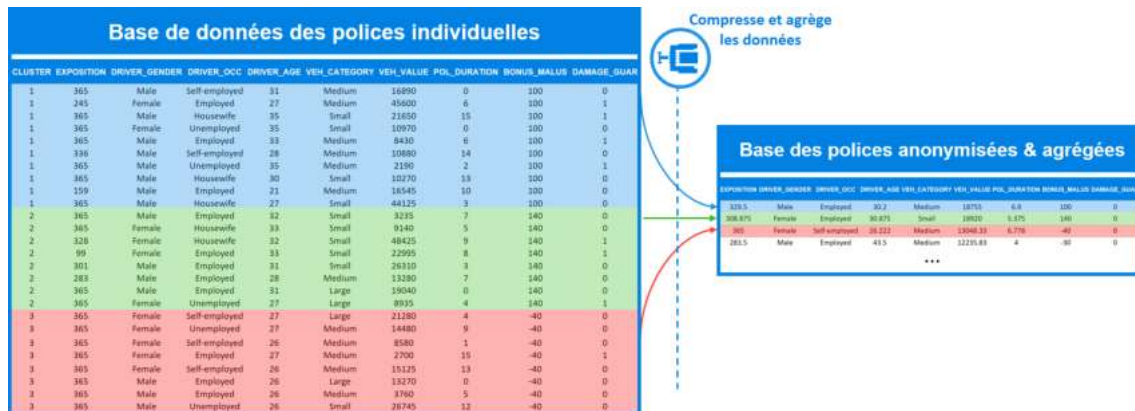 Compresse et agrège
les données
Base de données des polices individuelles
CLUSTER EXPOSITION DRIVER_GENDER DRIVER_OCC DRIVER_AGE VEH_CATEGORY VEH_VALUE POL_DURATION BONUS_MALUS DAMAGE_GUAR
1 365 Male Self-employed 31 Medium 16890 0 100 0
1 245 Female Employed 27 Medium 45600 6 100 1
1 365 Male Housewife 35 Small 21650 15 100 1
1 365 Female Unemployed 35 Small 10970 0 100 0
1 365 Male Employed 33 Medium 8430 6 100 1
1 336 Male Self-employed 28 Medium 10880 14 100 0
1 365 Male Unemployed 35 Medium 2190 2 100 1
1 365 Male Housewife 30 Small 10270 13 100 0
1 159 Male Employed 21 Medium 16545 10 100 0
1 365 Male Housewife 27 Small 44125 3 100 0
2 365 Male Employed 32 Small 3235 7 140 0
2 365 Female Housewife 33 Small 9140 5 140 0
2 328 Female Housewife 32 Small 48425 9 140 1
2 99 Female Employed 33 Small 22995 8 140 1
2 301 Male Employed 31 Small 26310 3 140 0
2 283 Male Employed 28 Medium 13280 7 140 0
2 365 Male Employed 31 Large 19040 0 140 0
2 365 Female Unemployed 27 Large 8935 4 140 1
3 365 Female Self-employed 27 Large 21280 4 -40 0
3 365 Female Unemployed 27 Medium 14480 9 -40 0
3 365 Female Self-employed 26 Medium 8580 1 -40 0
3 365 Female Employed 27 Medium 2700 15 -40 1
3 365 Female Self-employed 26 Medium 15125 13 -40 0
3 365 Male Employed 26 Large 13270 0 -40 0
3 365 Male Employed 26 Medium 3760 5 -40 0
3 365 Male Unemployed 26 Small 26745 12 -40 0
Base des polices anonymisées & agrégées
EXPOSITION DRIVER_GENDER DRIVER_OCC DRIVER_AGE VEH_CATEGORY VEH_VALUE POL_DURATION BONUS_MALUS DAMAGE_GUAR
329.5 Male Employed 30.2 Medium 18755 6.9 100 0
308.875 Female Employed 30.875 Small 18920 5.375 140 0
365 Female Self-employed 26.222 Medium 13048.33 6.778 -40 0
283.5 Male Employed 43.5 Medium 12235.83 4 -30 0
...